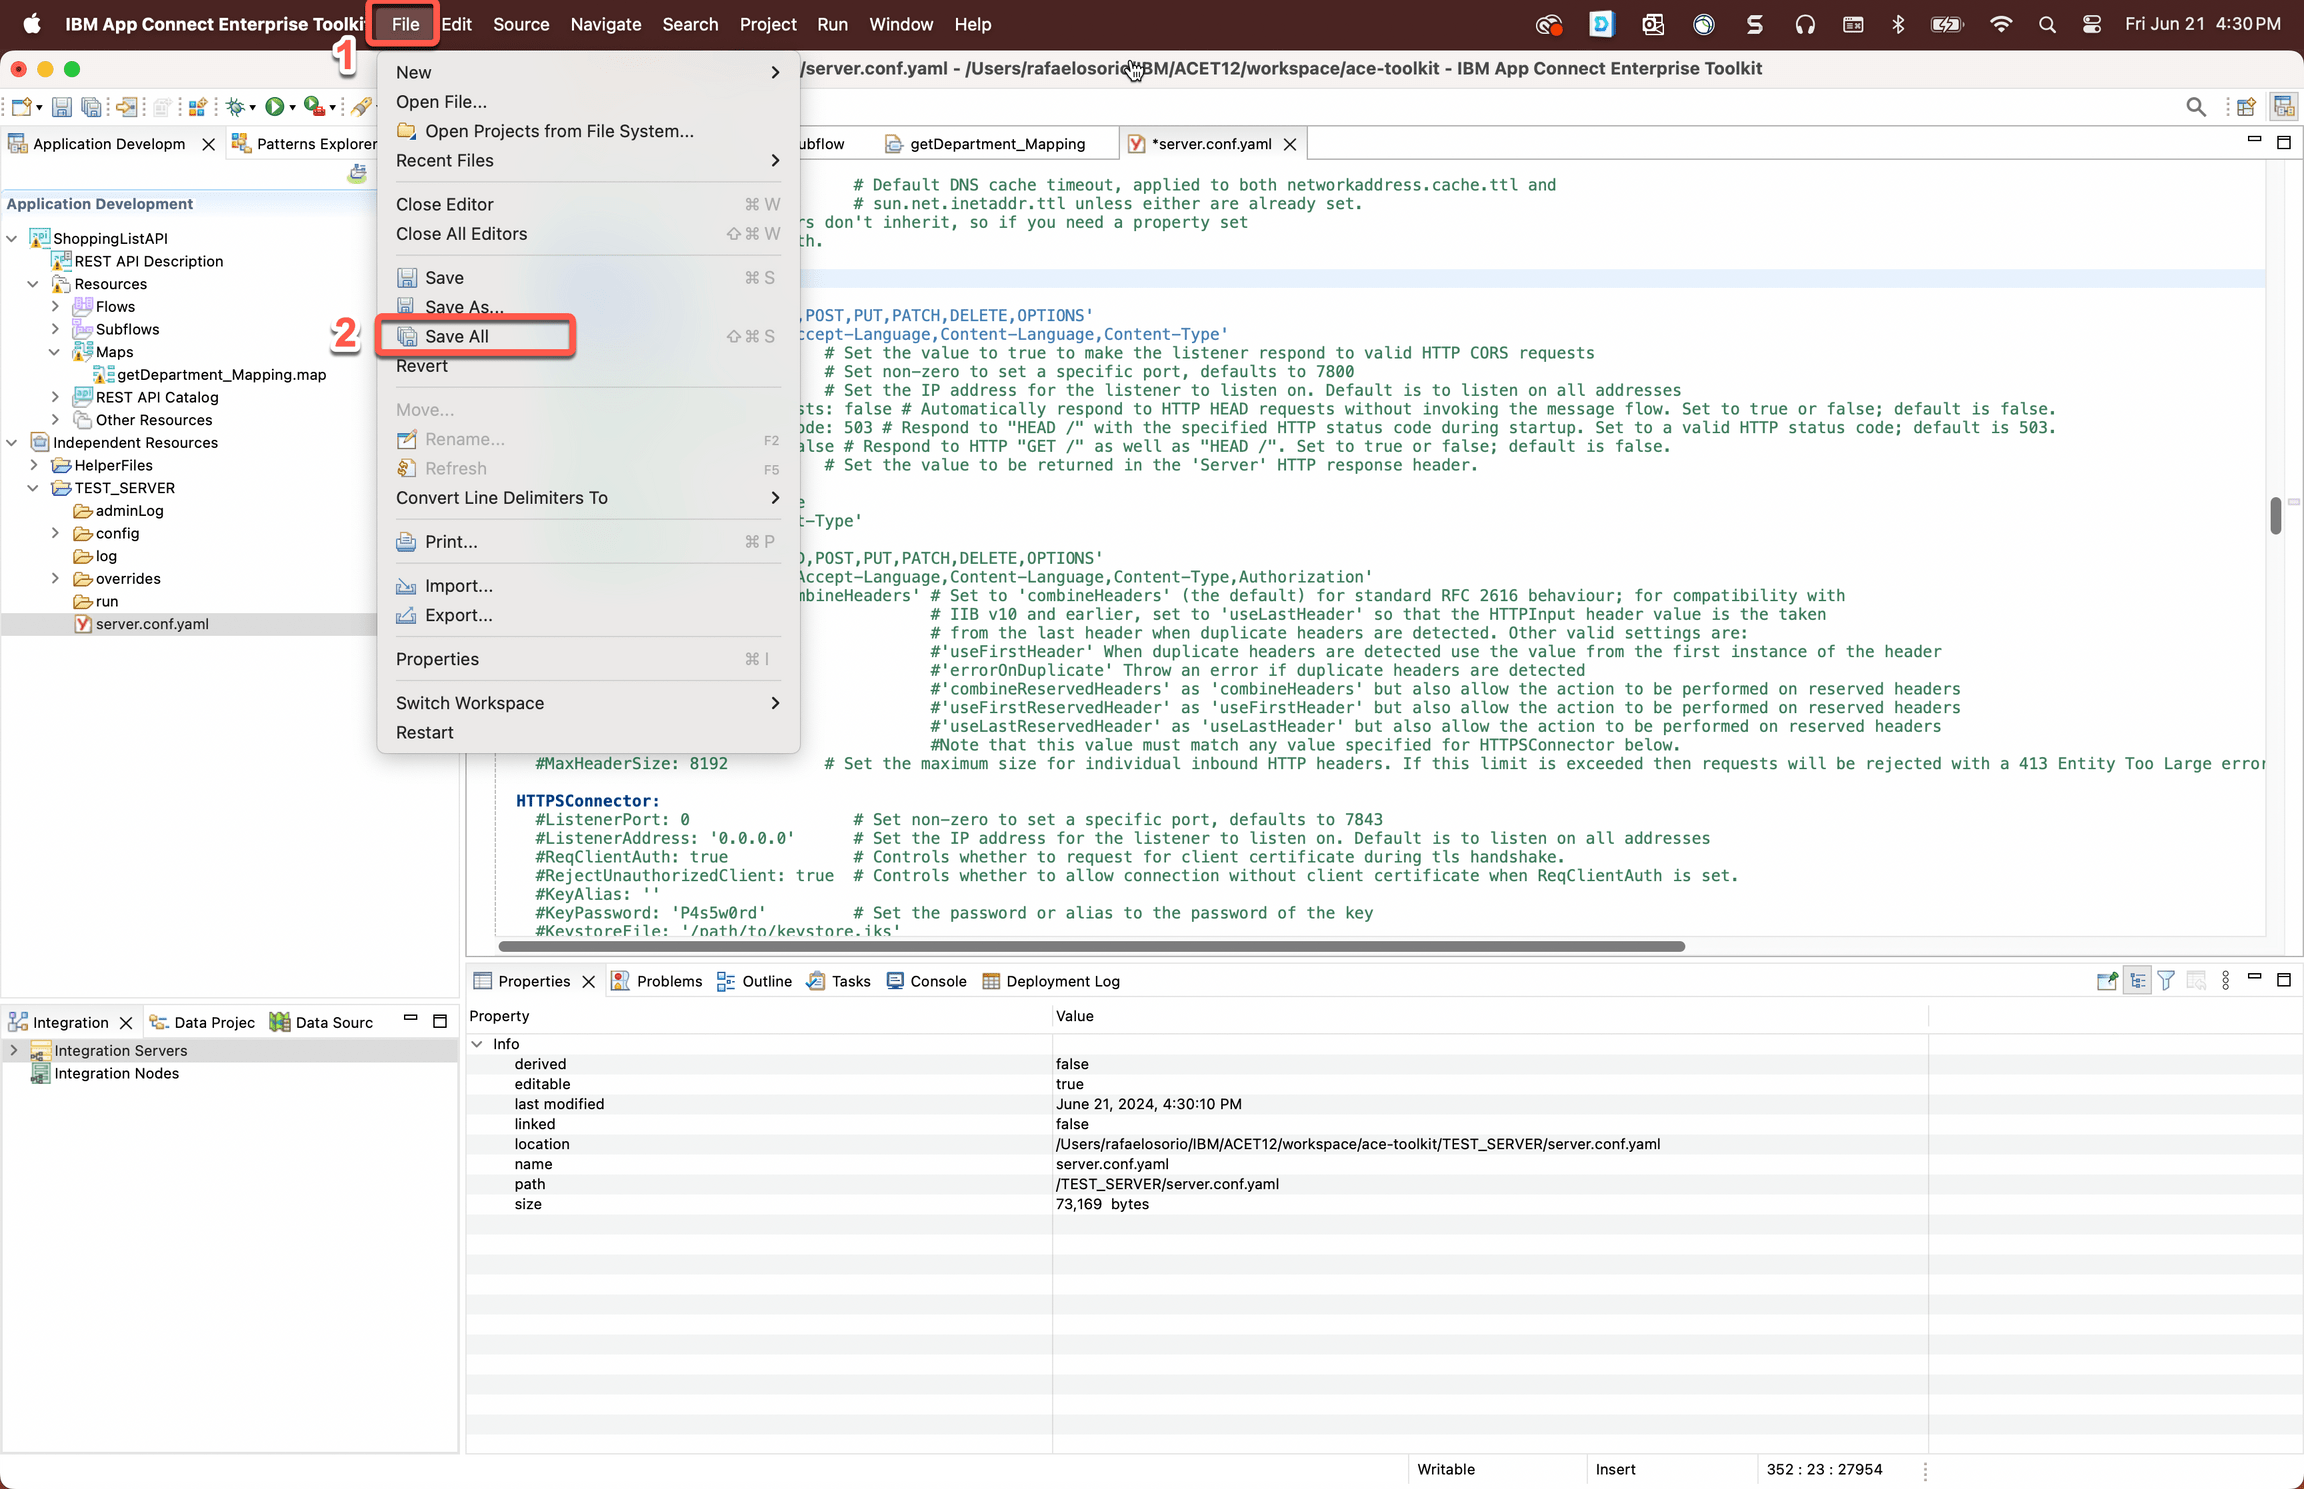 IBM App Connect Enterprise Toolkit File Edit Source Navigate Search Project Run Window Help Fri Jun 21 4:30 PM
1
/server.conf.yaml - /Users/rafaelosorio/IBM/ACET12/workspace/ace-toolkit - IBM App Connect Enterprise Toolkit
New
Open File...
Open Projects from File System...
Recent Files
Close Editor ⌘ W
Close All Editors ⇧ ⌘ W
Save ⌘ S
Save As...
2
Save All ⇧ ⌘ S
Revert
Move...
Rename... F2
Refresh F5
Convert Line Delimiters To
Print... ⌘ P
Import...
Export...
Properties ⌘ I
Switch Workspace
Restart
Application Developm Patterns Explorer
Application Development
ShoppingListAPI
REST API Description
Resources
Flows
Subflows
Maps
getDepartment_Mapping.map
REST API Catalog
Other Resources
Independent Resources
HelperFiles
TEST_SERVER
adminLog
config
log
overrides
run
server.conf.yaml
ubflow getDepartment_Mapping *server.conf.yaml
# Default DNS cache timeout, applied to both networkaddress.cache.ttl and
# sun.net.inetaddr.ttl unless either are already set.
rs don't inherit, so if you need a property set
th.
,POST,PUT,PATCH,DELETE,OPTIONS'
ccept-Language,Content-Language,Content-Type'
# Set the value to true to make the listener respond to valid HTTP CORS requests
# Set non-zero to set a specific port, defaults to 7800
# Set the IP address for the listener to listen on. Default is to listen on all addresses
sts: false # Automatically respond to HTTP HEAD requests without invoking the message flow. Set to true or false; default is false.
ode: 503 # Respond to "HEAD /" with the specified HTTP status code during startup. Set to a valid HTTP status code; default is 503.
alse # Respond to HTTP "GET /" as well as "HEAD /". Set to true or false; default is false.
# Set the value to be returned in the 'Server' HTTP response header.
e
t-Type'
D,POST,PUT,PATCH,DELETE,OPTIONS'
Accept-Language,Content-Language,Content-Type,Authorization'
mbineHeaders' # Set to 'combineHeaders' (the default) for standard RFC 2616 behaviour; for compatibility with
# IIB v10 and earlier, set to 'useLastHeader' so that the HTTPInput header value is the taken
# from the last header when duplicate headers are detected. Other valid settings are:
#'useFirstHeader' When duplicate headers are detected use the value from the first instance of the header
#'errorOnDuplicate' Throw an error if duplicate headers are detected
#'combineReservedHeaders' as 'combineHeaders' but also allow the action to be performed on reserved headers
#'useFirstReservedHeader' as 'useFirstHeader' but also allow the action to be performed on reserved headers
#'useLastReservedHeader' as 'useLastHeader' but also allow the action to be performed on reserved headers
#Note that this value must match any value specified for HTTPSConnector below.
#MaxHeaderSize: 8192 # Set the maximum size for individual inbound HTTP headers. If this limit is exceeded then requests will be rejected with a 413 Entity Too Large error
HTTPSConnector:
#ListenerPort: 0 # Set non-zero to set a specific port, defaults to 7843
#ListenerAddress: '0.0.0.0' # Set the IP address for the listener to listen on. Default is to listen on all addresses
#ReqClientAuth: true # Controls whether to request for client certificate during tls handshake.
#RejectUnauthorizedClient: true # Controls whether to allow connection without client certificate when ReqClientAuth is set.
#KeyAlias: ''
#KeyPassword: 'P4s5w0rd' # Set the password or alias to the password of the key
#KeystoreFile: '/path/to/keystore.jks'
Properties Problems Outline Tasks Console Deployment Log
Property Value
Info
derived false
editable true
last modified June 21, 2024, 4:30:10 PM
linked false
location /Users/rafaelosorio/IBM/ACET12/workspace/ace-toolkit/TEST_SERVER/server.conf.yaml
name server.conf.yaml
path /TEST_SERVER/server.conf.yaml
size 73,169 bytes
Integration Data Projec Data Sourc
Integration Servers
Integration Nodes
Writable Insert 352 : 23 : 27954